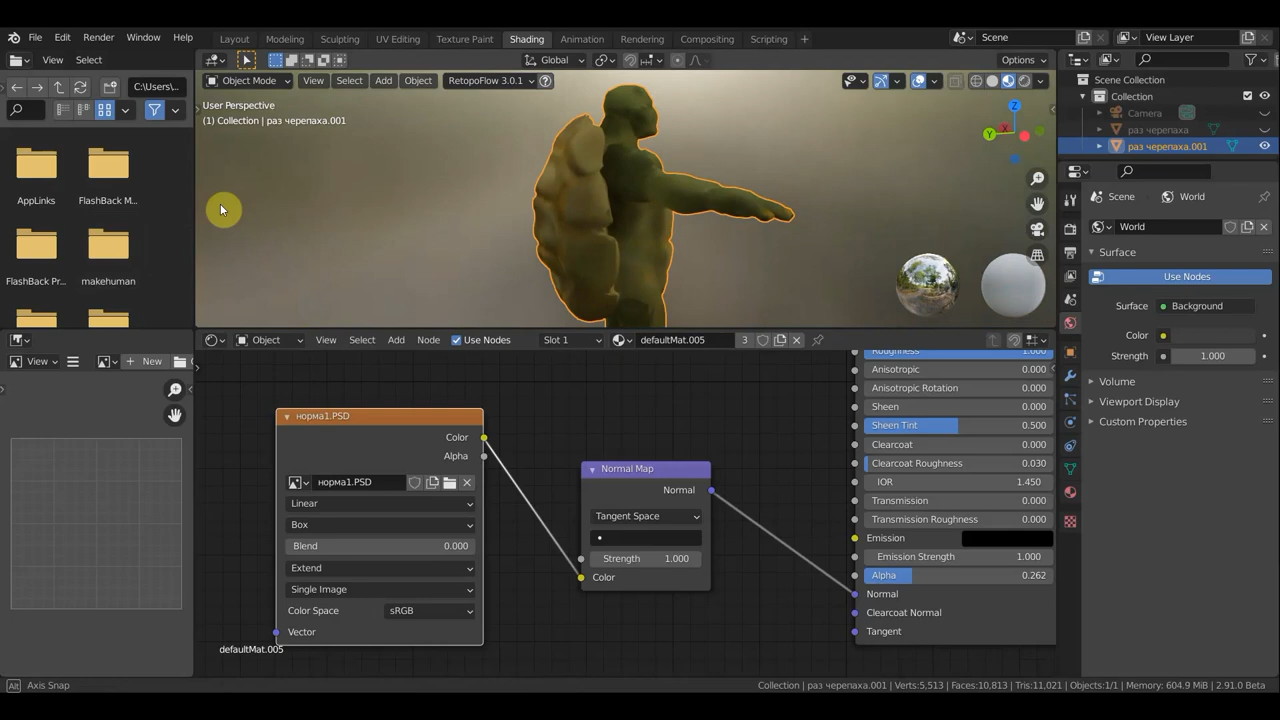 File Edit Render Window Help
Layout Modeling Sculpting UV Editing Texture Paint Shading Animation Rendering Compositing Scripting +
Scene
View Layer
View Select
Global
Options
C:\Users\...
Object Mode View Select Add Object RetopoFlow 3.0.1
User Perspective
(1) Collection | раз черепаха.001
Z
Y
X
AppLinks
FlashBack M...
FlashBack Pr...
makehuman
Scene Collection
Collection
Camera
раз черепаха
раз черепаха.001
Scene
World
World
Surface
Use Nodes
Surface
Background
Color
Strength
1.000
Volume
Viewport Display
Custom Properties
View
New
Object View Select Add Node Use Nodes Slot 1 defaultMat.005 3
норма1.PSD
Color
Alpha
норма1.PSD
Linear
Box
Blend 0.000
Extend
Single Image
Color Space sRGB
Vector
defaultMat.005
Normal Map
Normal
Tangent Space
Strength 1.000
Color
Roughness 1.000
Anisotropic 0.000
Anisotropic Rotation 0.000
Sheen 0.000
Sheen Tint 0.500
Clearcoat 0.000
Clearcoat Roughness 0.030
IOR 1.450
Transmission 0.000
Transmission Roughness 0.000
Emission
Emission Strength 1.000
Alpha 0.262
Normal
Clearcoat Normal
Tangent
Alt Axis Snap
Collection | раз черепаха.001 | Verts:5,513 | Faces:10,813 | Tris:11,021 | Objects:1/1 | Memory: 604.9 MiB | 2.91.0 Beta